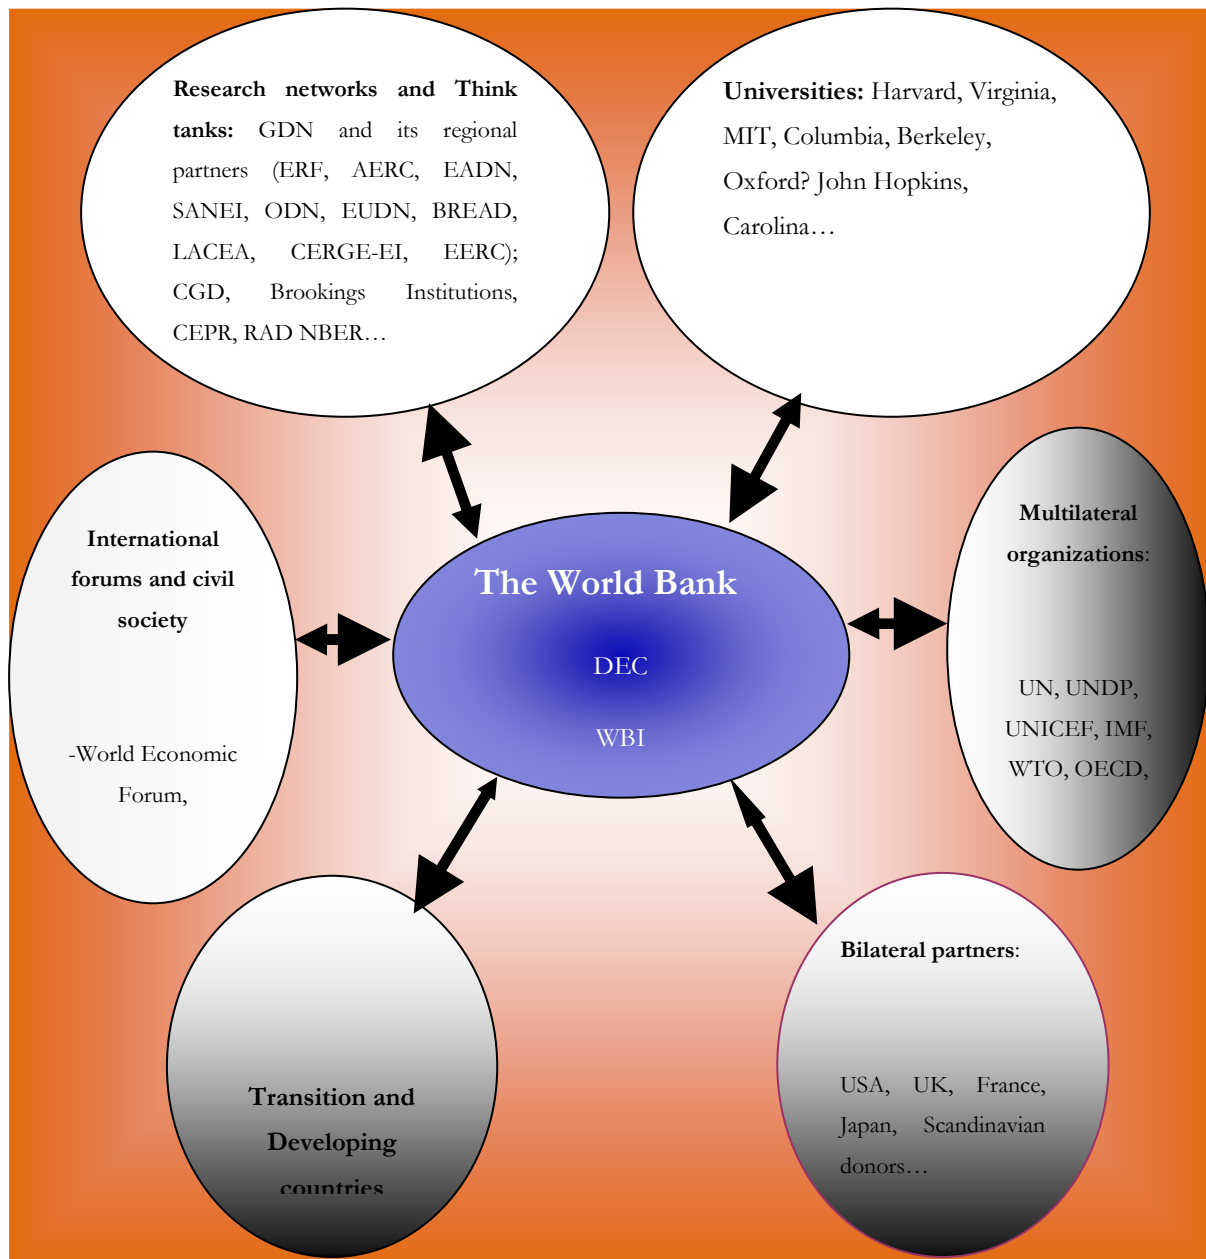 Research networks and Think
tanks: GDN and its regional
partners (ERF, AERC, EADN,
SANEI, ODN, EUDN, BREAD,
LACEA, CERGE-EI, EERC);
CGD, Brookings Institutions,
CEPR, RAD NBER…
Universities: Harvard, Virginia,
MIT, Columbia, Berkeley,
Oxford? John Hopkins,
Carolina…
International
forums and civil
society
-World Economic
Forum,
The World Bank
DEC
WBI
Multilateral
organizations:
UN, UNDP,
UNICEF, IMF,
WTO, OECD,
Transition and
Developing
countries
Bilateral partners:
USA, UK, France,
Japan, Scandinavian
donors…